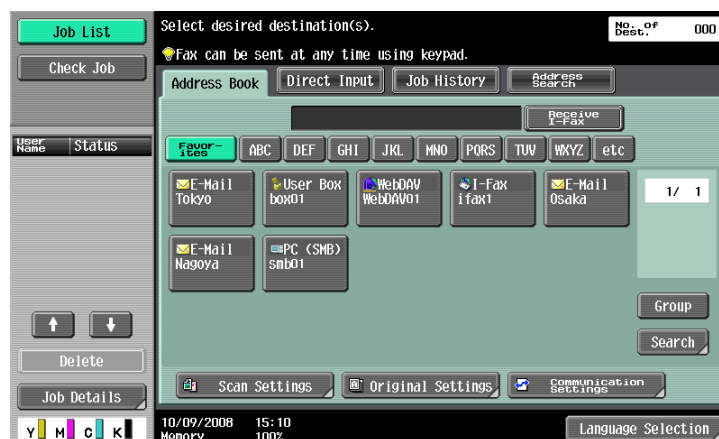 Job List
Check Job
User Name Status
Delete
Job Details
Y M C K
Select desired destination(s).
No. of Dest. 000
Fax can be sent at any time using keypad.
Address Book Direct Input Job History Address Search
Receive I-Fax
Favor-ites ABC DEF GHI JKL MNO PQRS TUV WXYZ etc
E-Mail Tokyo
User Box box01
WebDAV WebDAV01
I-Fax ifax1
E-Mail Osaka
1/ 1
E-Mail Nagoya
PC (SMB) smb01
Group
Search
Scan Settings Original Settings Communication Settings
10/09/2008 15:10
Memory 100%
Language Selection